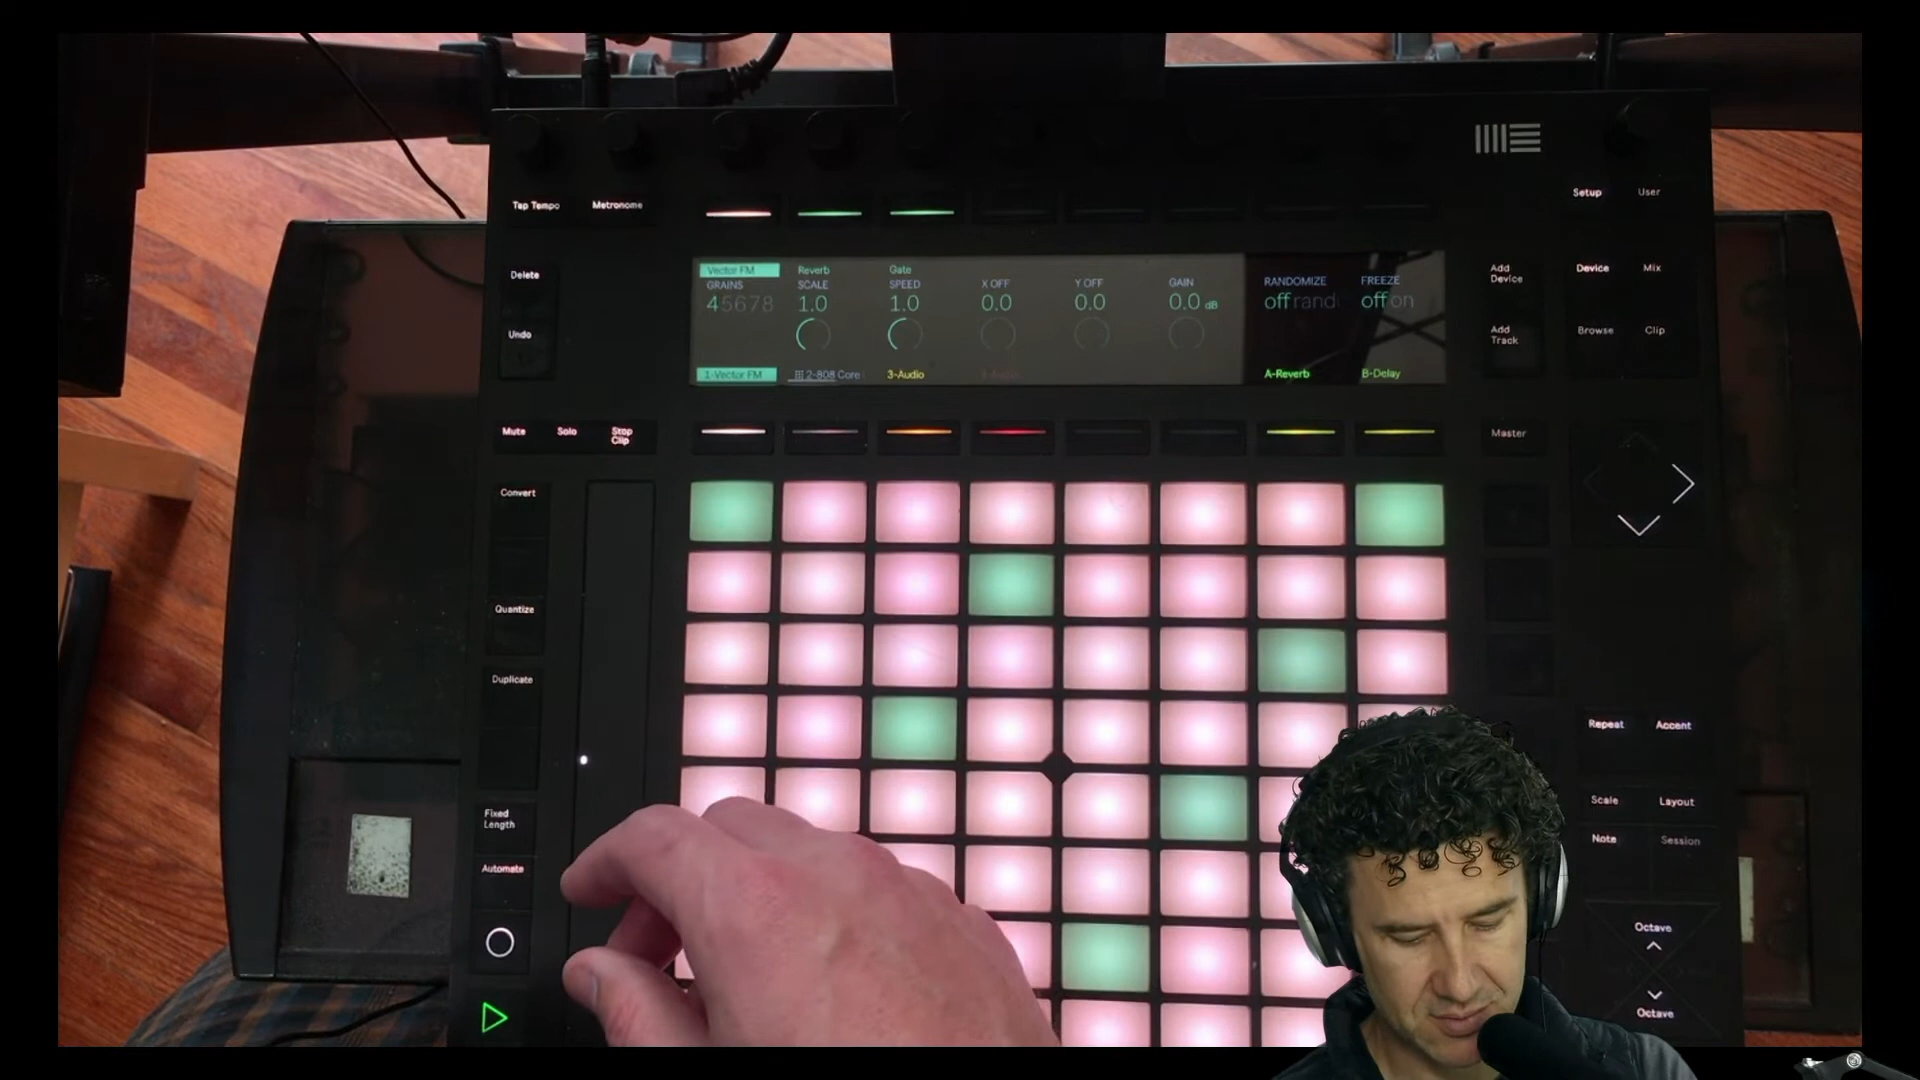 Setup User
Tap Tempo Metronome
Delete
Vector FM Reverb Gate
GRAINS SCALE SPEED X OFF Y OFF GAIN RANDOMIZE FREEZE
45678 1.0 1.0 0.0 0.0 0.0 dB off rand off on
Add Device
Device Mix
Undo
Add Track
Browse Clip
1-Vector FM 2-808 Core 3-Audio A-Reverb B-Delay
Mute Solo Stop Clip
Master
Convert
Quantize
Duplicate
Repeat Accent
Fixed Length
Scale Layout
Note Session
Automate
Octave
Octave